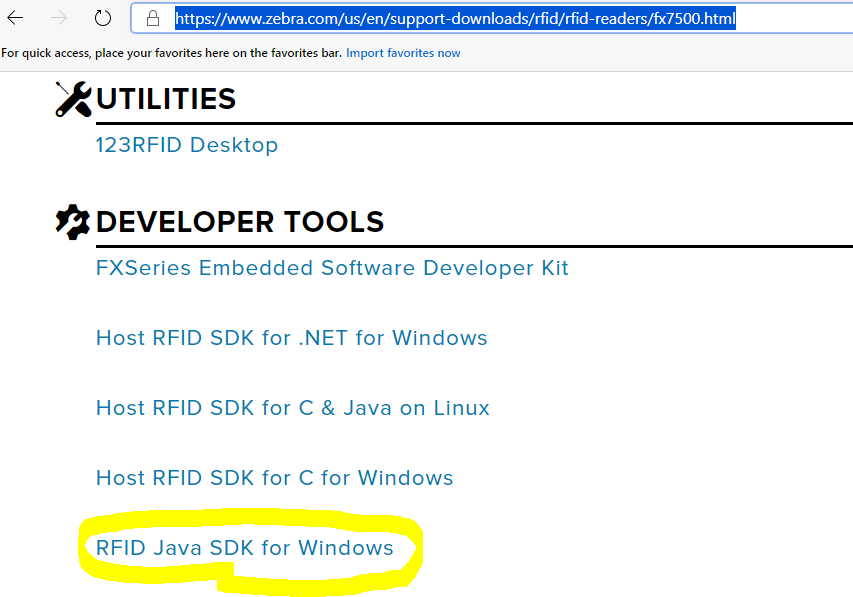 https://www.zebra.com/us/en/support-downloads/rfid/rfid-readers/fx7500.html
For quick access, place your favorites here on the favorites bar. Import favorites now
UTILITIES
123RFID Desktop
DEVELOPER TOOLS
FXSeries Embedded Software Developer Kit
Host RFID SDK for .NET for Windows
Host RFID SDK for C & Java on Linux
Host RFID SDK for C for Windows
RFID Java SDK for Windows